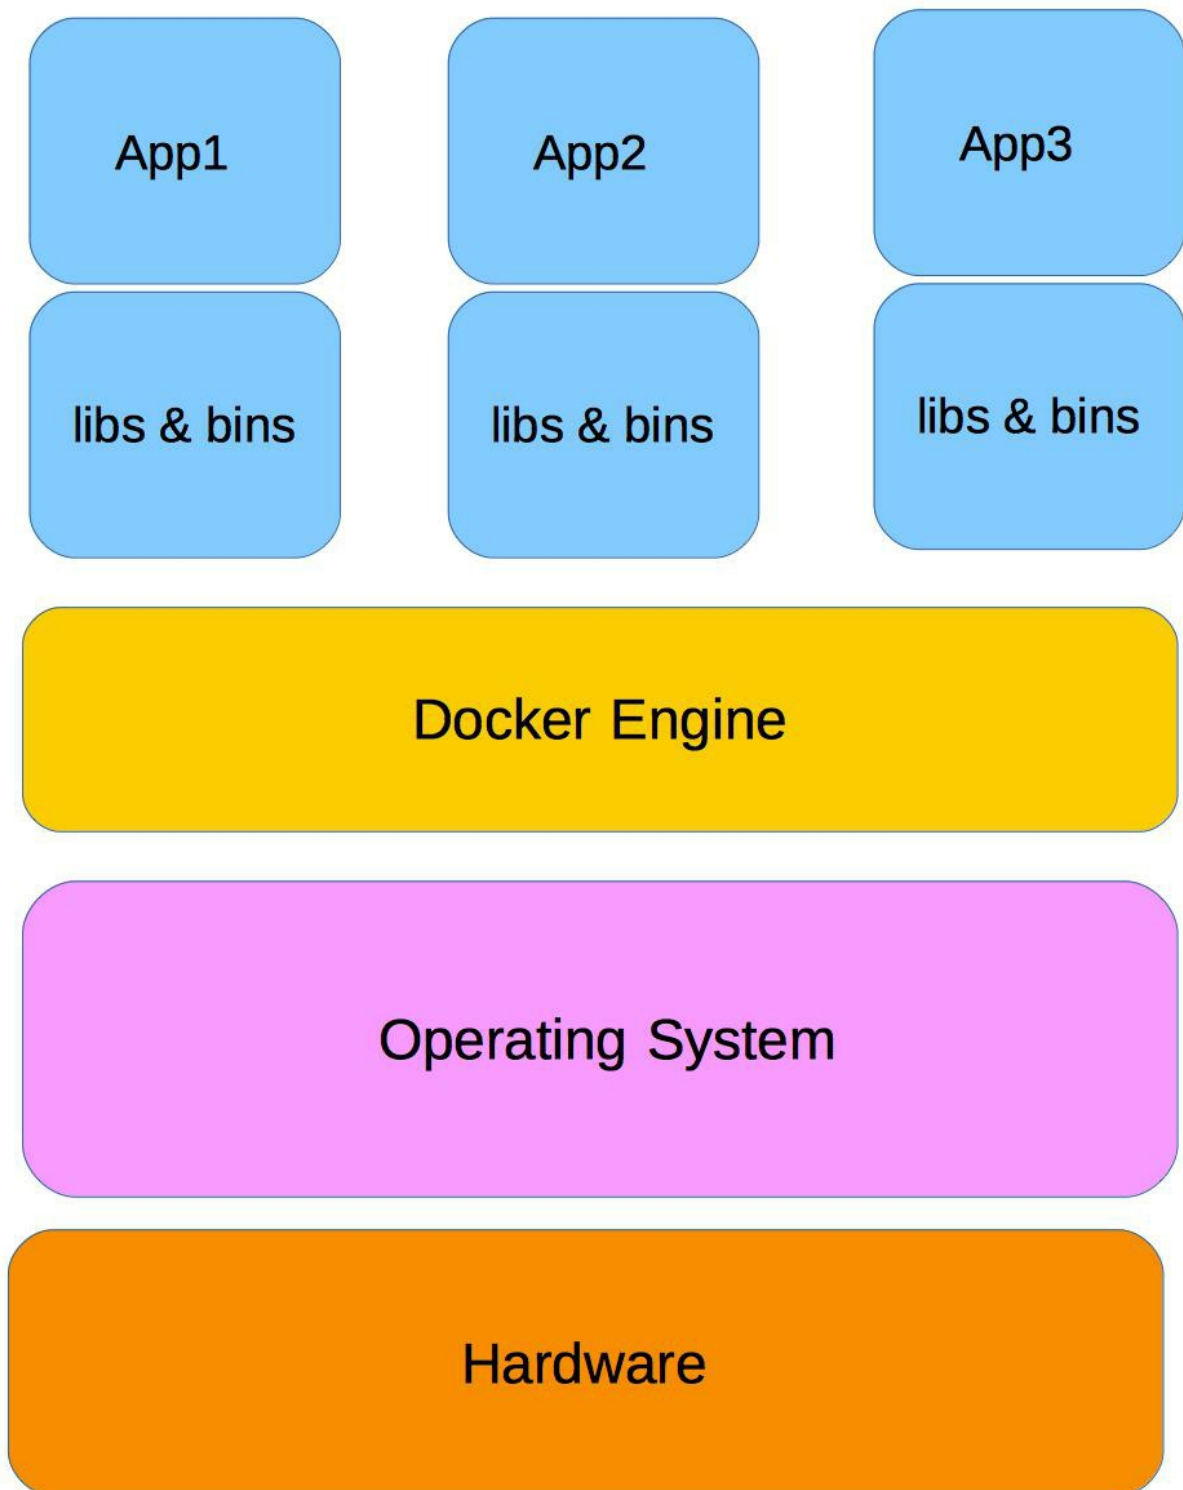 App1
App2
App3
libs & bins
libs & bins
libs & bins
Docker Engine
Operating System
Hardware